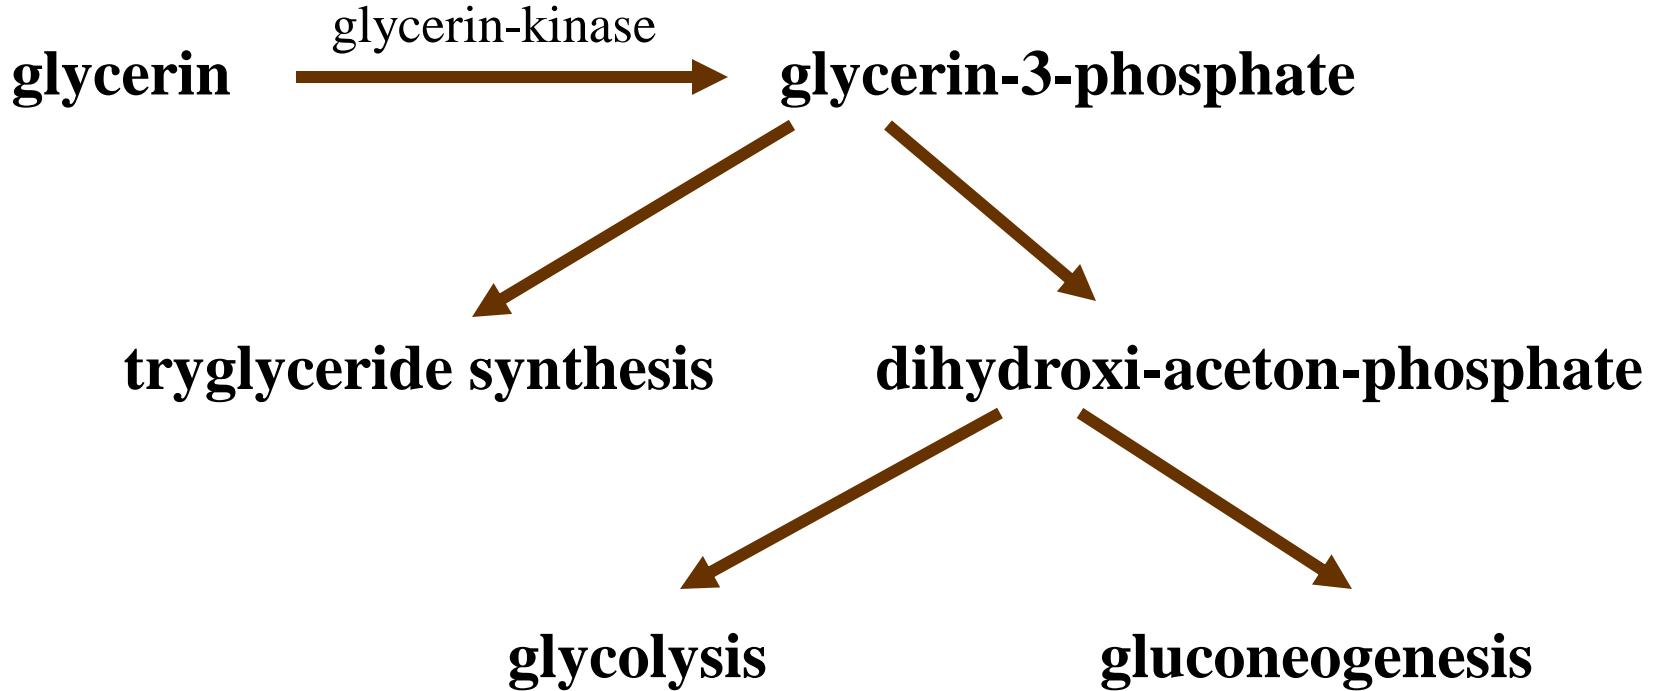 glycerin-kinase
glycerin
glycerin-3-phosphate
tryglyceride synthesis
dihydroxi-aceton-phosphate
glycolysis
gluconeogenesis